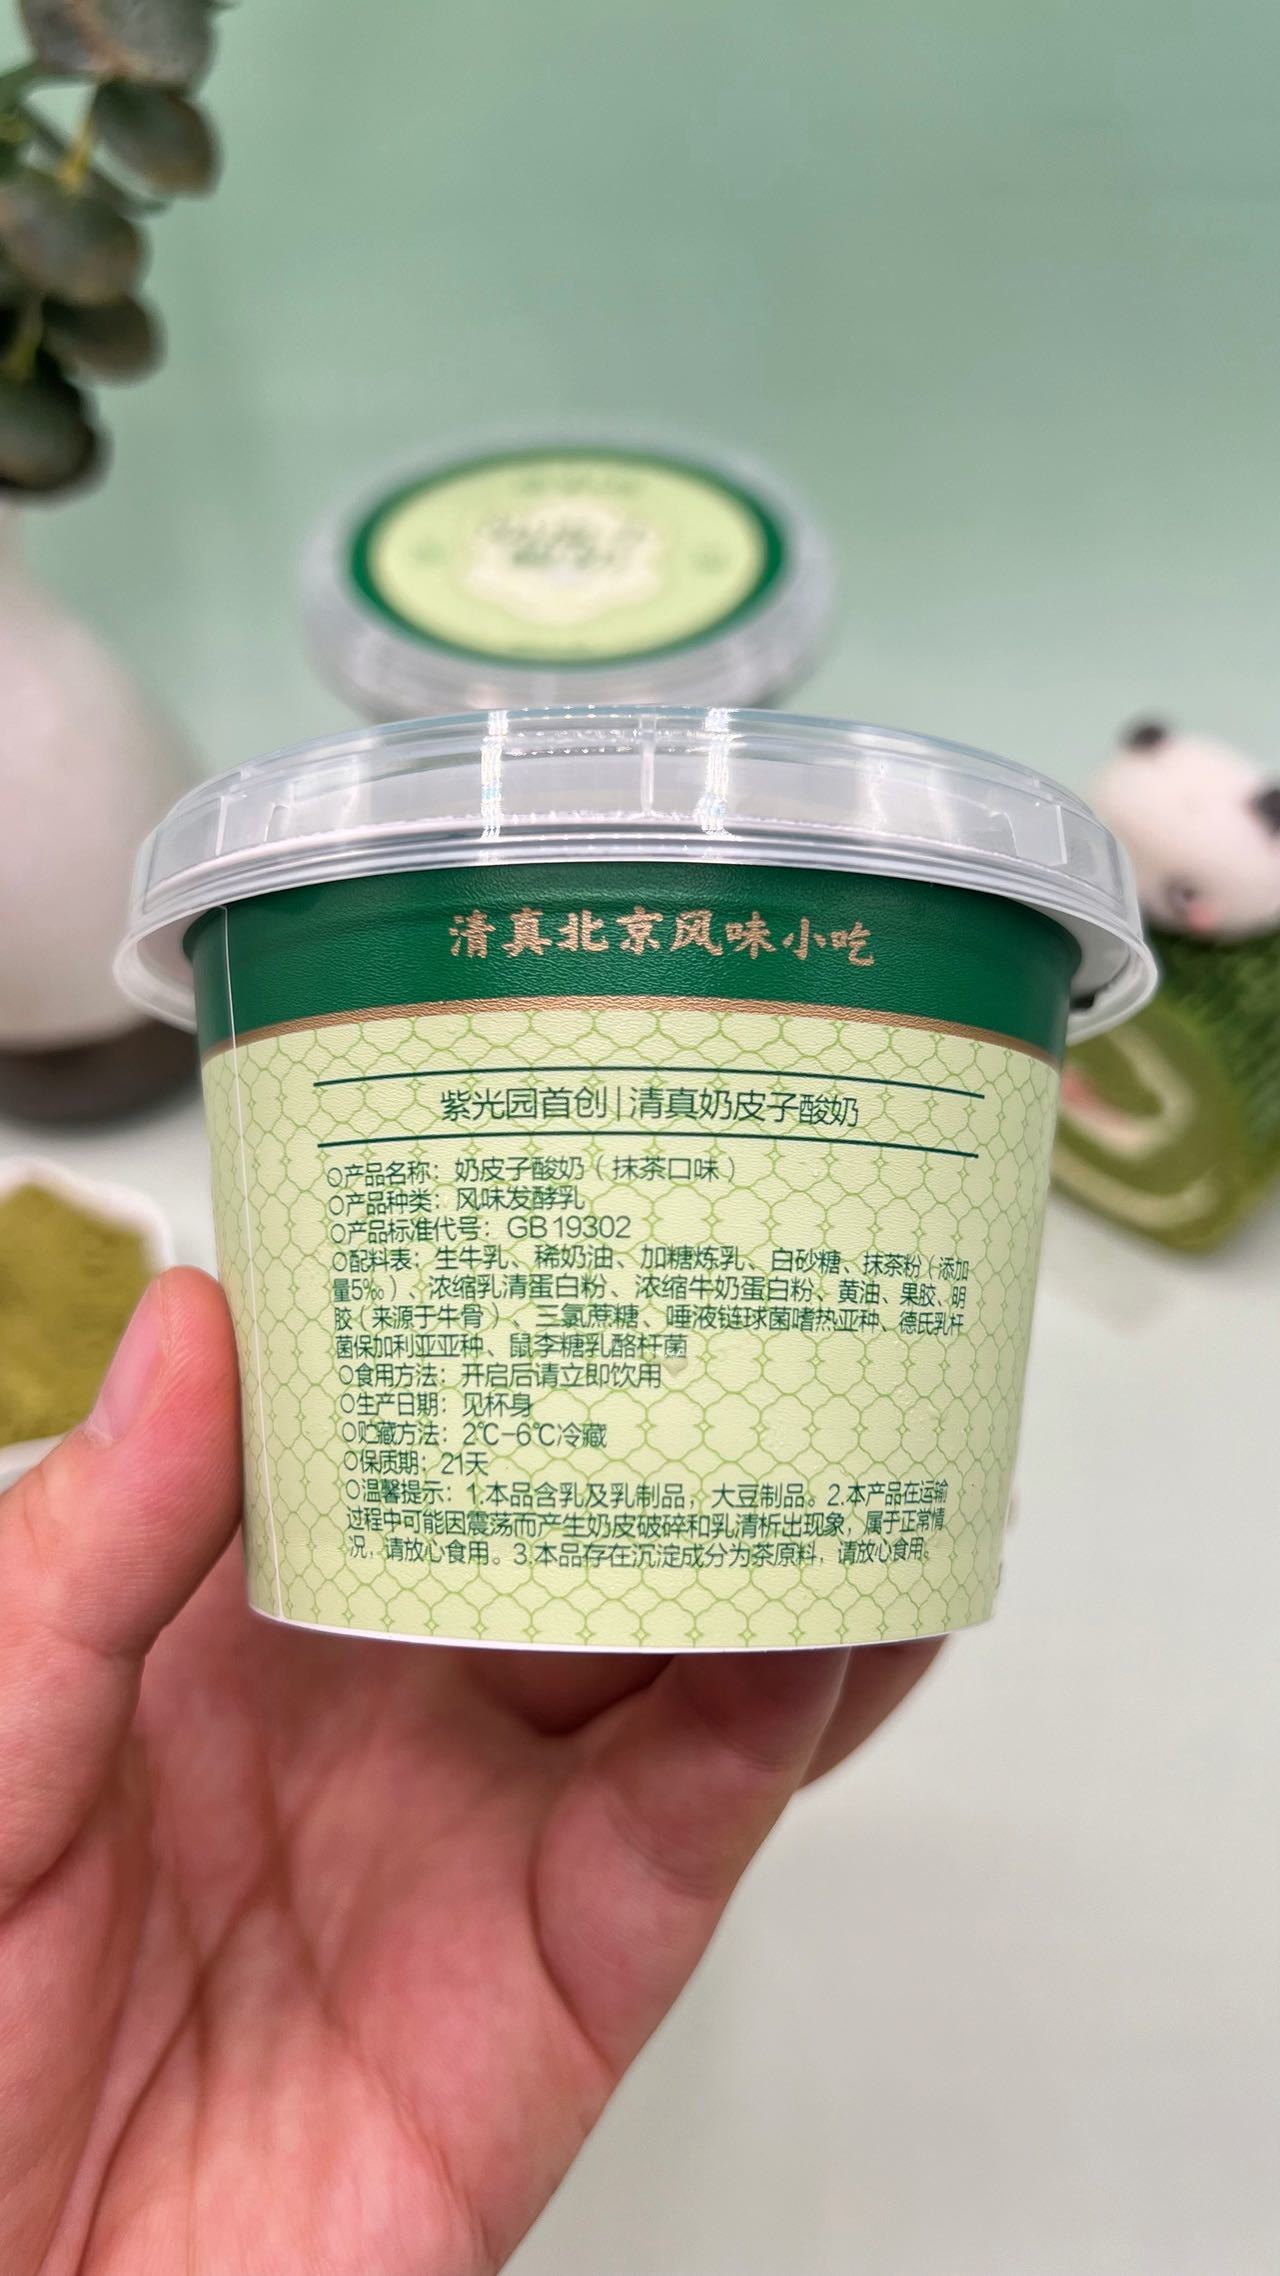 清真北京风味小吃
紫光园首创|清真奶皮子酸奶
○产品名称：奶皮子酸奶（抹茶口味）
○产品种类：风味发酵乳
○产品标准代号：GB 19302
○配料表：生牛乳、稀奶油、加糖炼乳、白砂糖、抹茶粉（添加
量5‰）、浓缩乳清蛋白粉、浓缩牛奶蛋白粉、黄油、果胶、明
胶（来源于牛骨）、三氯蔗糖、唾液链球菌嗜热亚种、德氏乳杆
菌保加利亚亚种、鼠李糖乳酪杆菌
○食用方法：开启后请立即饮用
○生产日期：见杯身
○贮藏方法：2℃-6℃冷藏
○保质期：21天
○温馨提示：1.本品含乳及乳制品，大豆制品。2.本产品在运输
过程中可能因震荡而产生奶皮破碎和乳清析出现象，属于正常情
况，请放心食用。3.本品存在沉淀成分为茶原料，请放心食用。